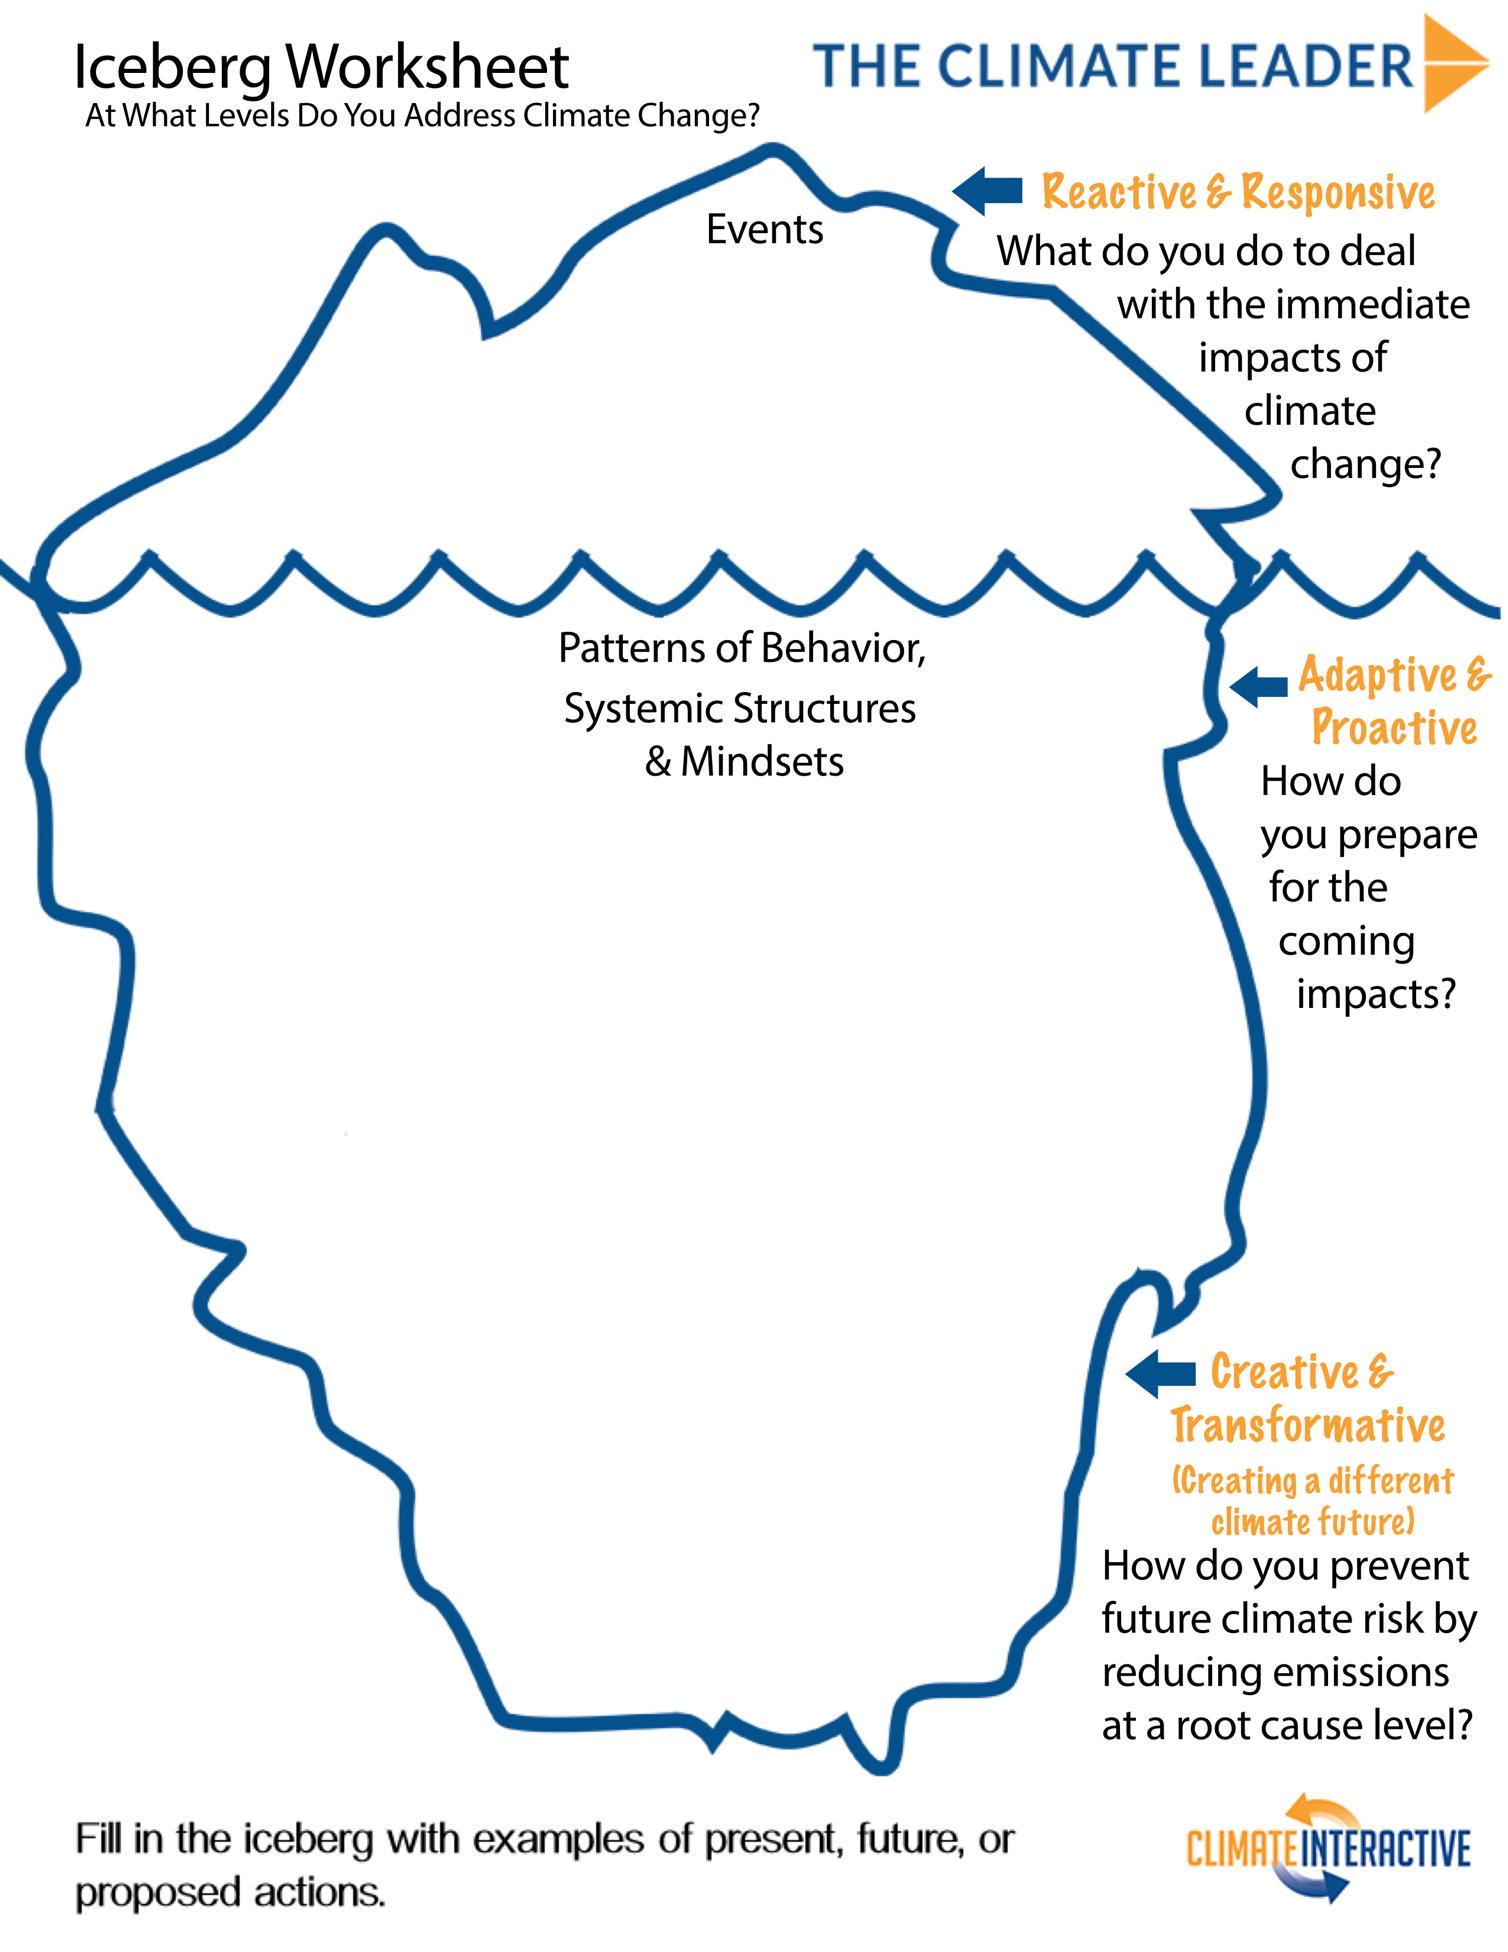 Iceberg Worksheet
At What Levels Do You Address Climate Change?
THE CLIMATE LEADER
Events
Reactive & Responsive
What do you do to deal
with the immediate
impacts of
climate
change?
Patterns of Behavior,
Systemic Structures
& Mindsets
Adaptive &
Proactive
How do
you prepare
for the
coming
impacts?
Creative &
Transformative
(Creating a different
climate future)
How do you prevent
future climate risk by
reducing emissions
at a root cause level?
Fill in the iceberg with examples of present, future, or
proposed actions.
CLIMATEINTERACTIVE